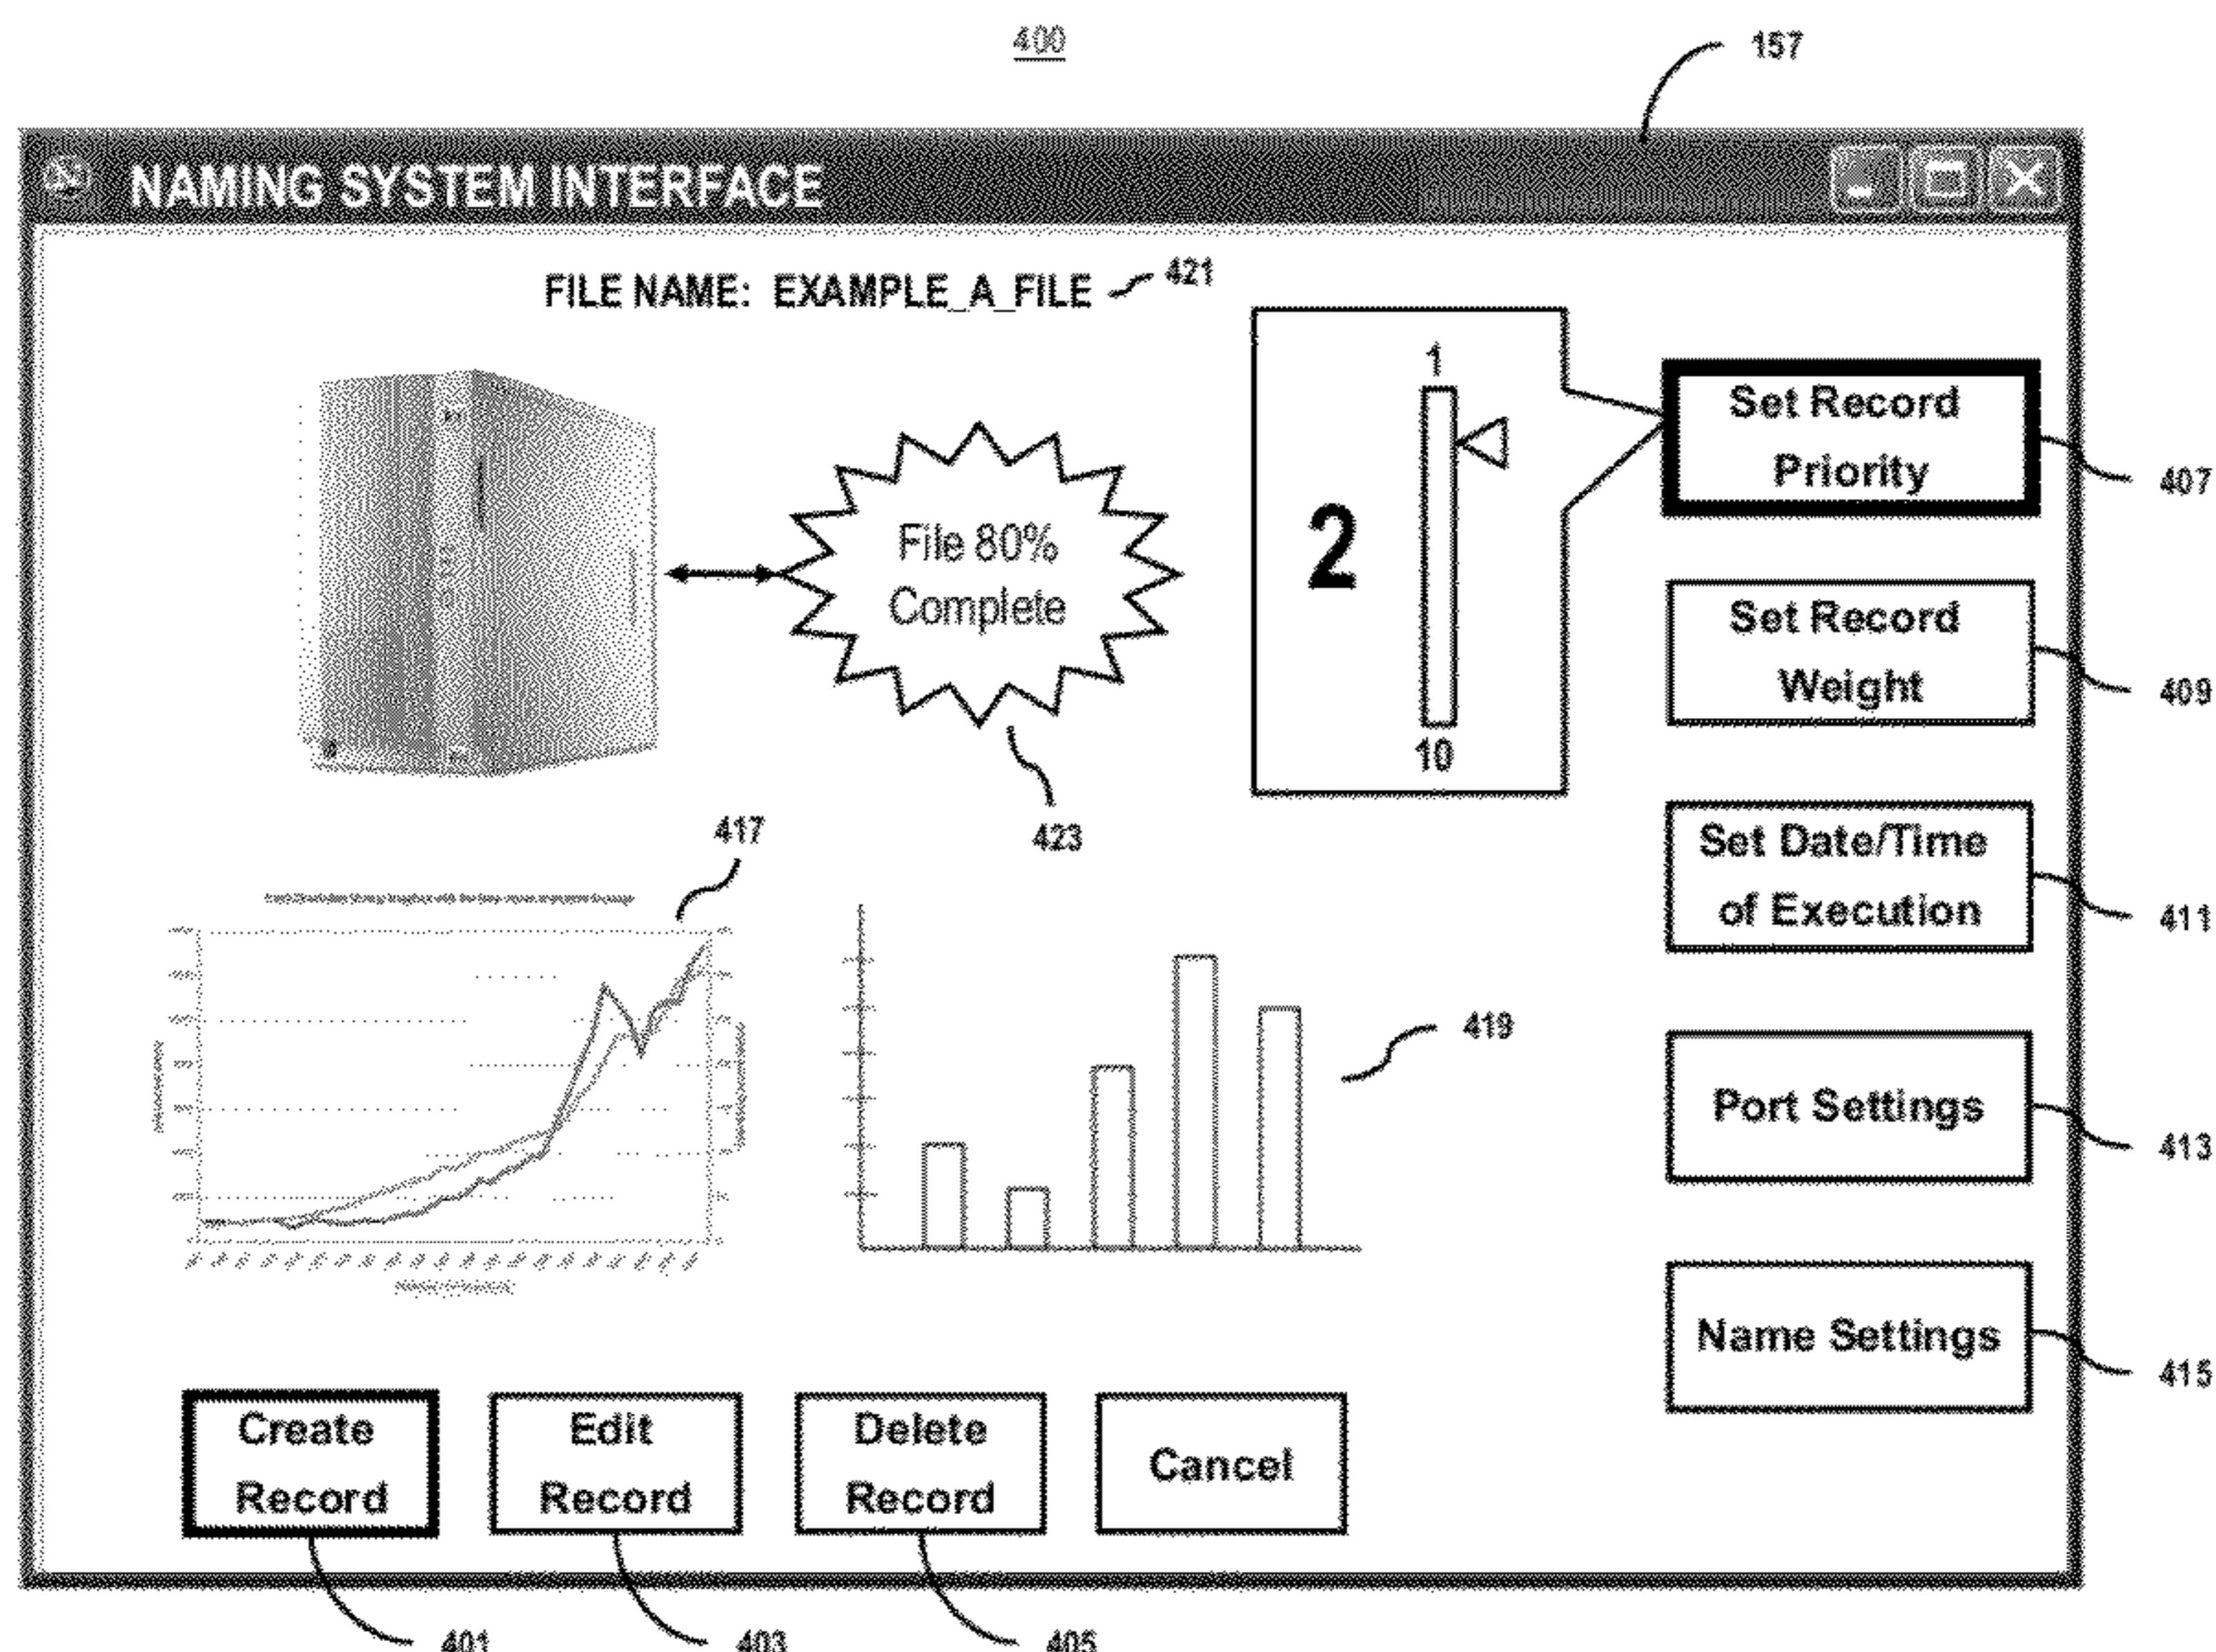 400
157
NAMING SYSTEM INTERFACE
FILE NAME: EXAMPLE_A_FILE
421
1
2
10
Set Record
Priority
407
File 80%
Complete
423
Set Record
Weight
409
Set Date/Time
of Execution
411
417
419
Port Settings
413
Name Settings
415
Create
Record
Edit
Record
Delete
Record
Cancel
401
403
405